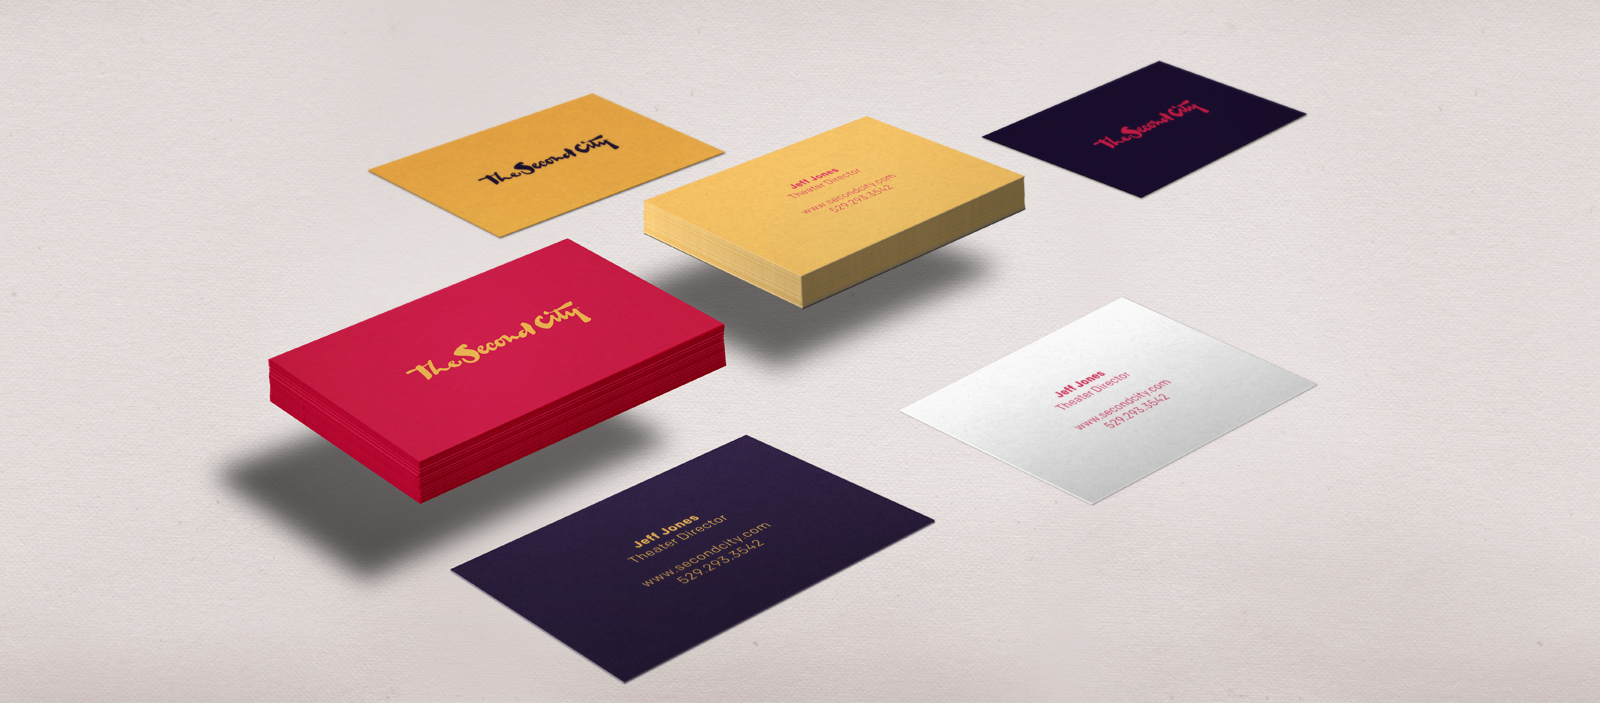 The Second City
Jeff Jones
Theater Director
www.secondcity.com
529.293.3542
The Second City
The Second City
Jeff Jones
Theater Director
www.secondcity.com
529.293.3542
Jeff Jones
Theater Director
www.secondcity.com
529.293.3542